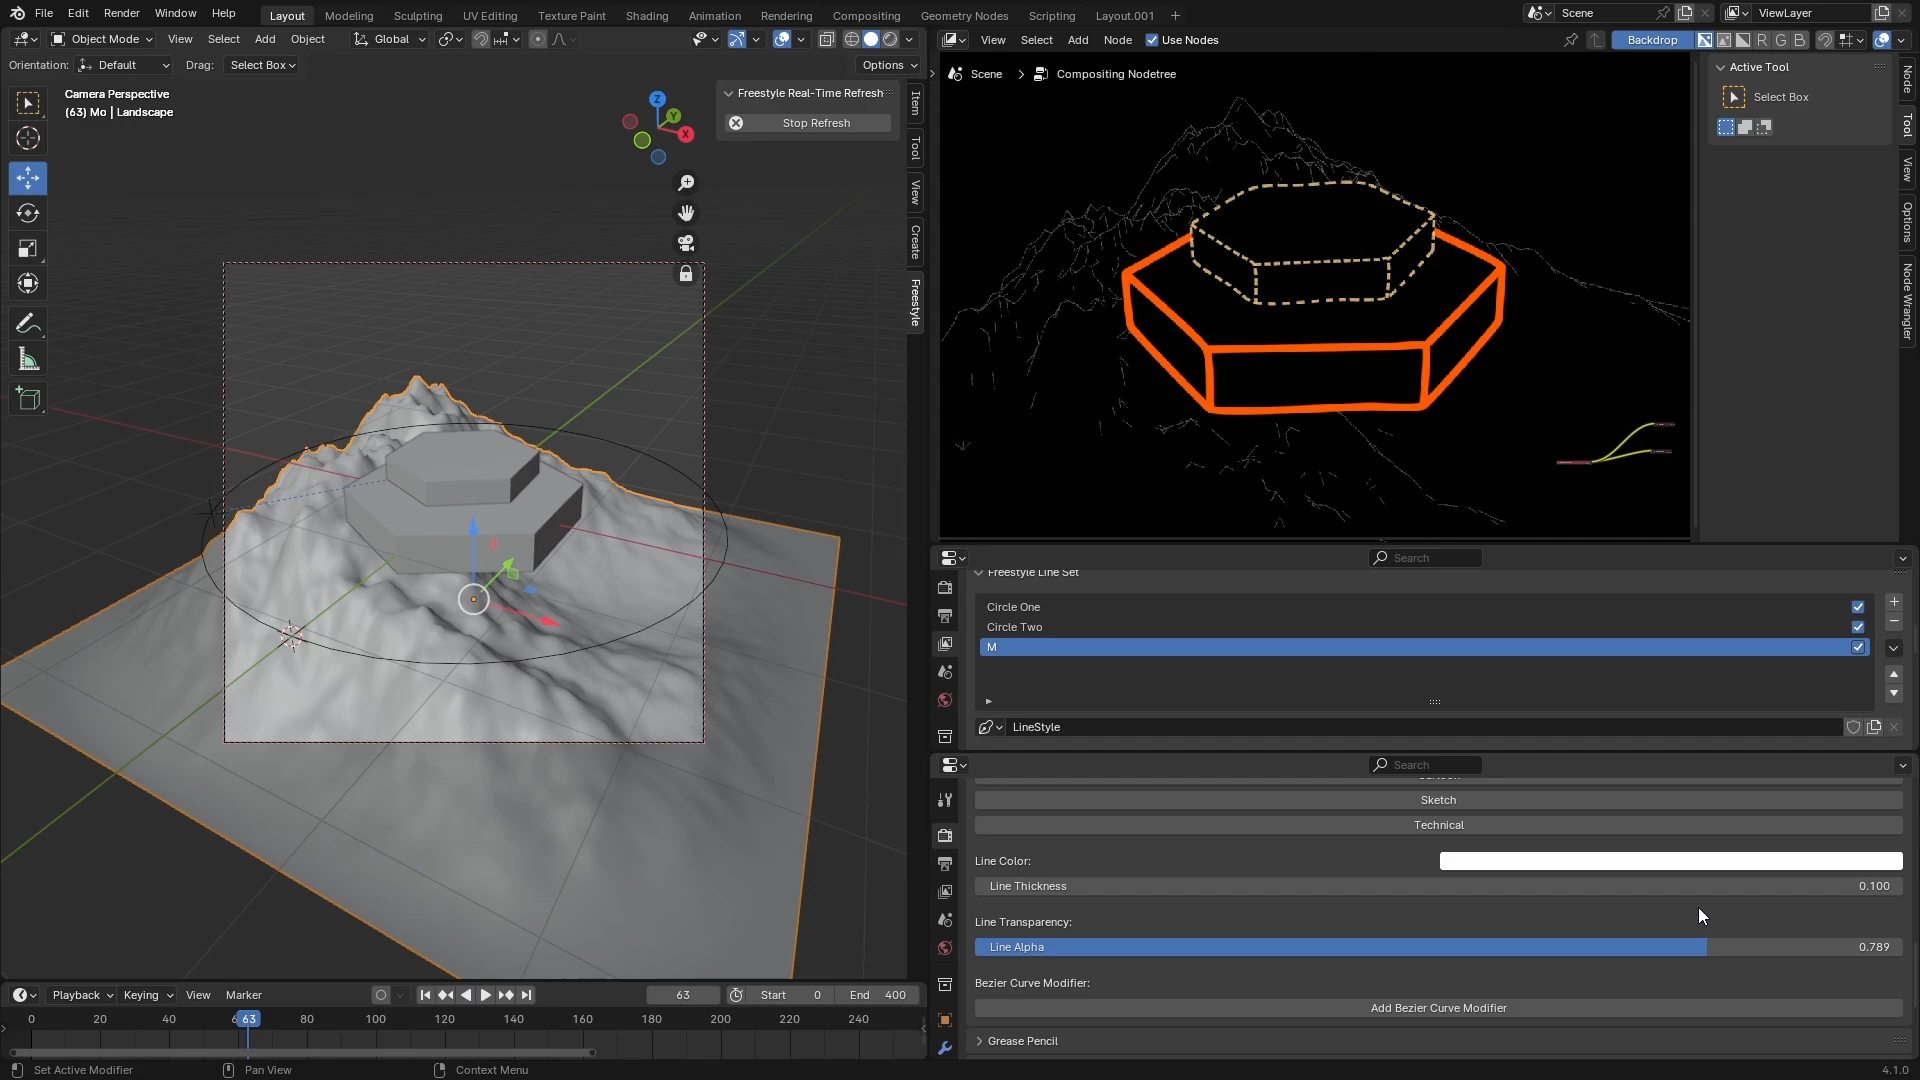 File Edit Render Window Help Layout Modeling Sculpting UV Editing Texture Paint Shading Animation Rendering Compositing Geometry Nodes Scripting Layout.001 + Scene ViewLayer
Object Mode View Select Add Object Global
View Select Add Node Use Nodes Backdrop R G B
Orientation: Default Drag: Select Box Options
Camera Perspective
(63) Mo | Landscape
Freestyle Real-Time Refresh
Stop Refresh
Z
Y
X
Item
Tool
View
Create
Freestyle
Scene > Compositing Nodetree
Active Tool
Select Box
Node
Tool
View
Options
Node Wrangler
Search
Freestyle Line Set
Circle One
Circle Two
M
LineStyle
Search
Sketch
Technical
Line Color:
Line Thickness 0.100
Line Transparency:
Line Alpha 0.789
Bezier Curve Modifier:
Add Bezier Curve Modifier
Grease Pencil
Playback Keying View Marker 63 Start 0 End 400
0 20 40 63 80 100 120 140 160 180 200 220 240
Set Active Modifier Pan View Context Menu 4.1.0